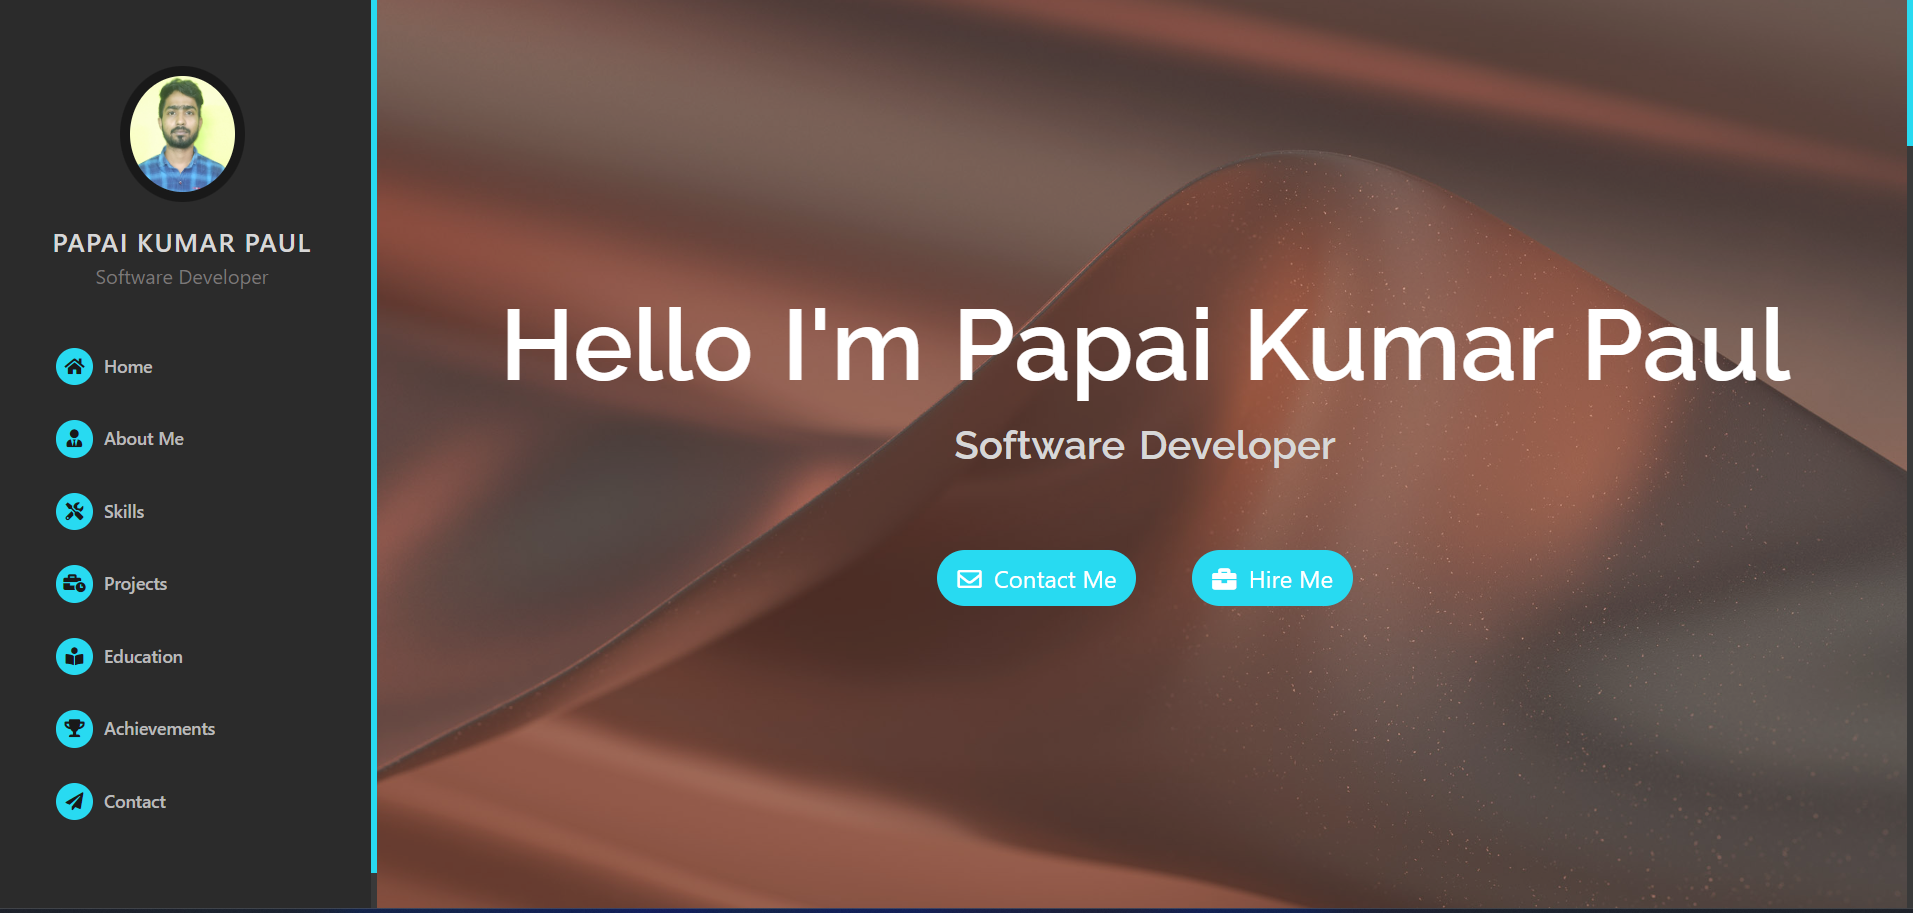 PAPAI KUMAR PAUL
Software Developer
Home
About Me
Skills
Projects
Education
Achievements
Contact
Hello I'm Papai Kumar Paul
Software Developer
Contact Me
Hire Me